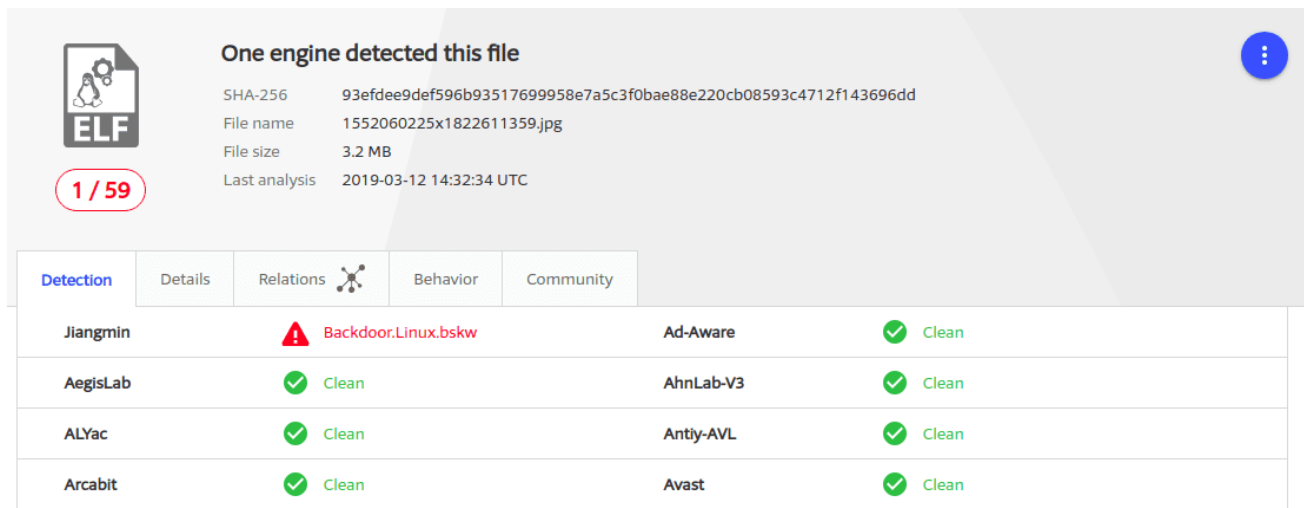 One engine detected this file
SHA-256 93efdee9def596b93517699958e7a5c3f0bae88e220cb08593c4712f143696dd
File name 1552060225x1822611359.jpg
File size 3.2 MB
Last analysis 2019-03-12 14:32:34 UTC
ELF
1 / 59
Detection Details Relations Behavior Community
Jiangmin Backdoor.Linux.bskw Ad-Aware Clean
AegisLab Clean AhnLab-V3 Clean
ALYac Clean Antiy-AVL Clean
Arcabit Clean Avast Clean